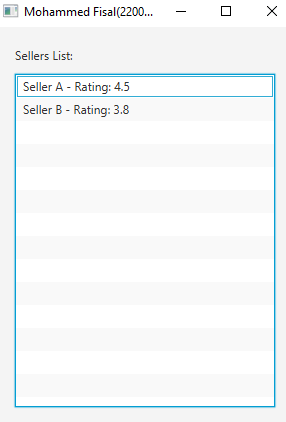 Mohammed Fisal(2200...
Sellers List:
Seller A - Rating: 4.5
Seller B - Rating: 3.8